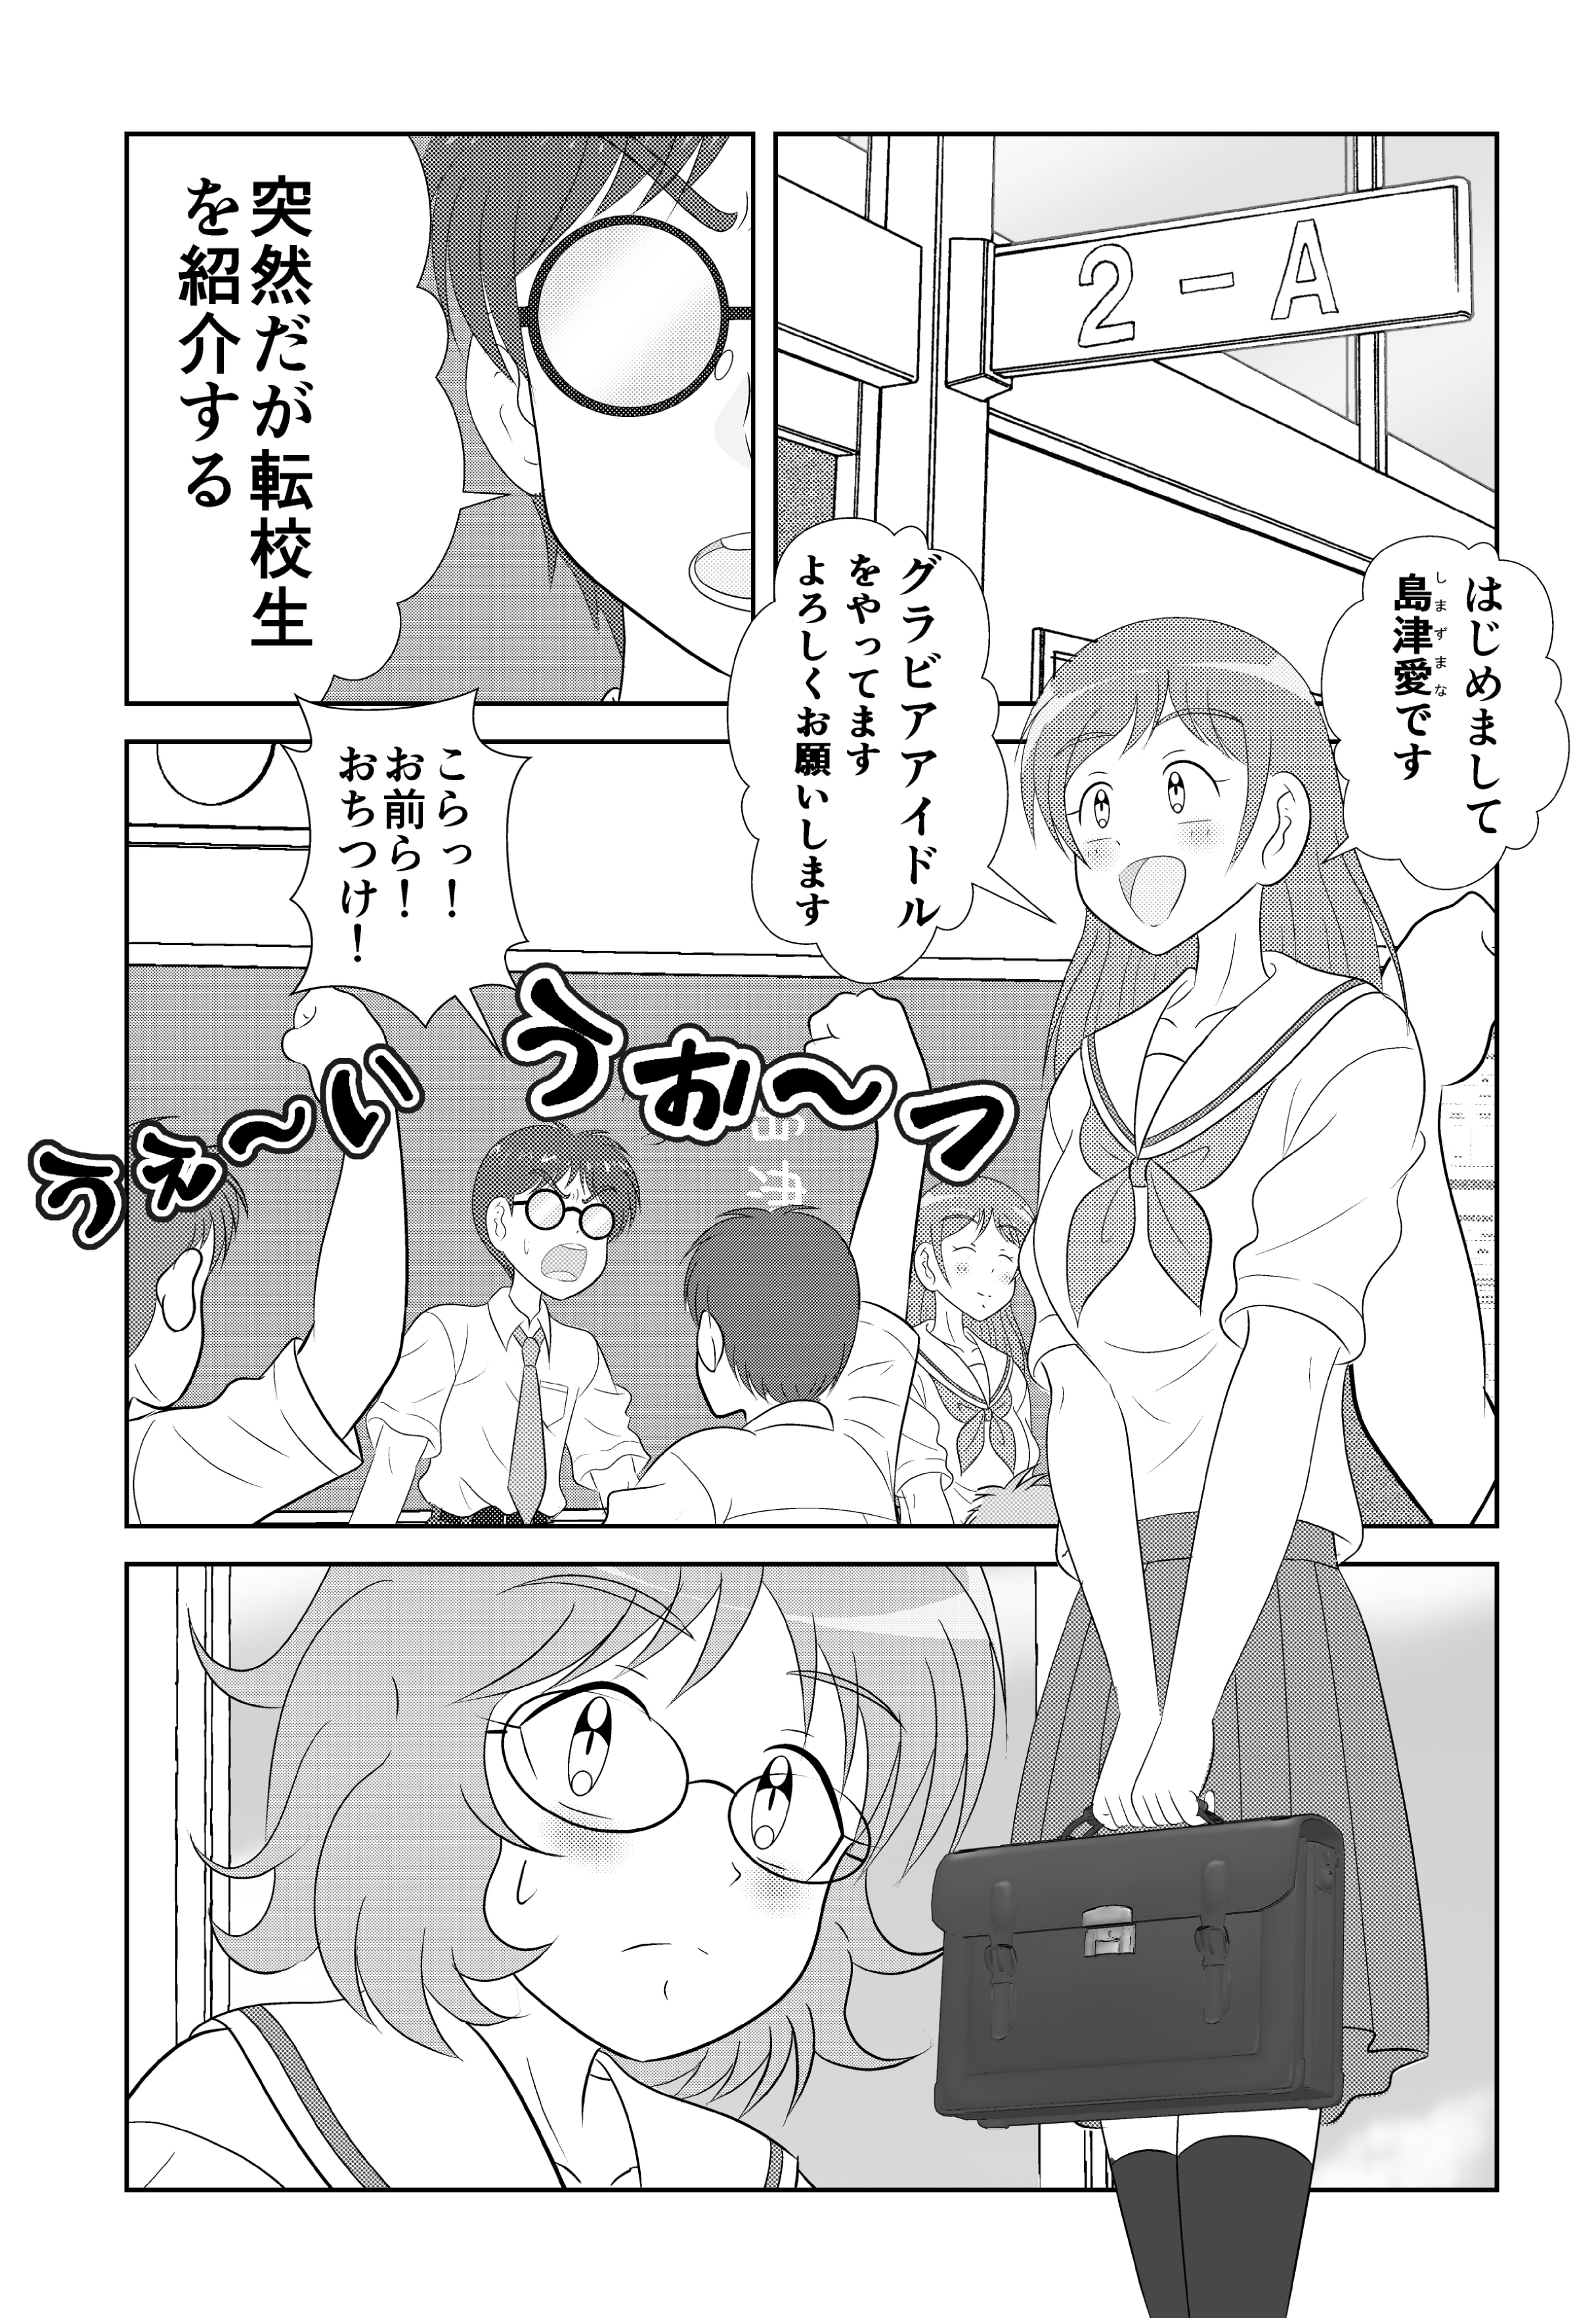 2-A
突然だが転校生
を紹介する
はじめまして
島津愛です
しまずまな
グラビアアイドル
をやってます
よろしくお願いします
こらっ！
お前ら！
おちつけ！
うぉ〜っ
うぇ〜い